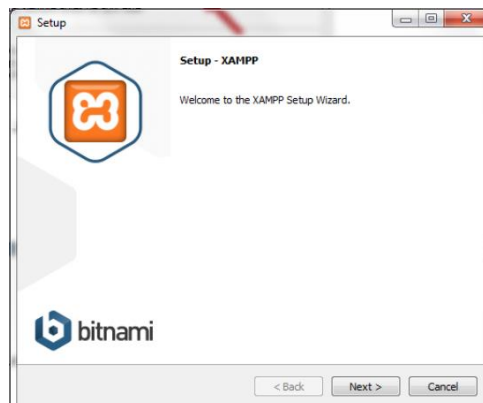 Setup
Setup - XAMPP
Welcome to the XAMPP Setup Wizard.
bitnami
< Back
Next >
Cancel